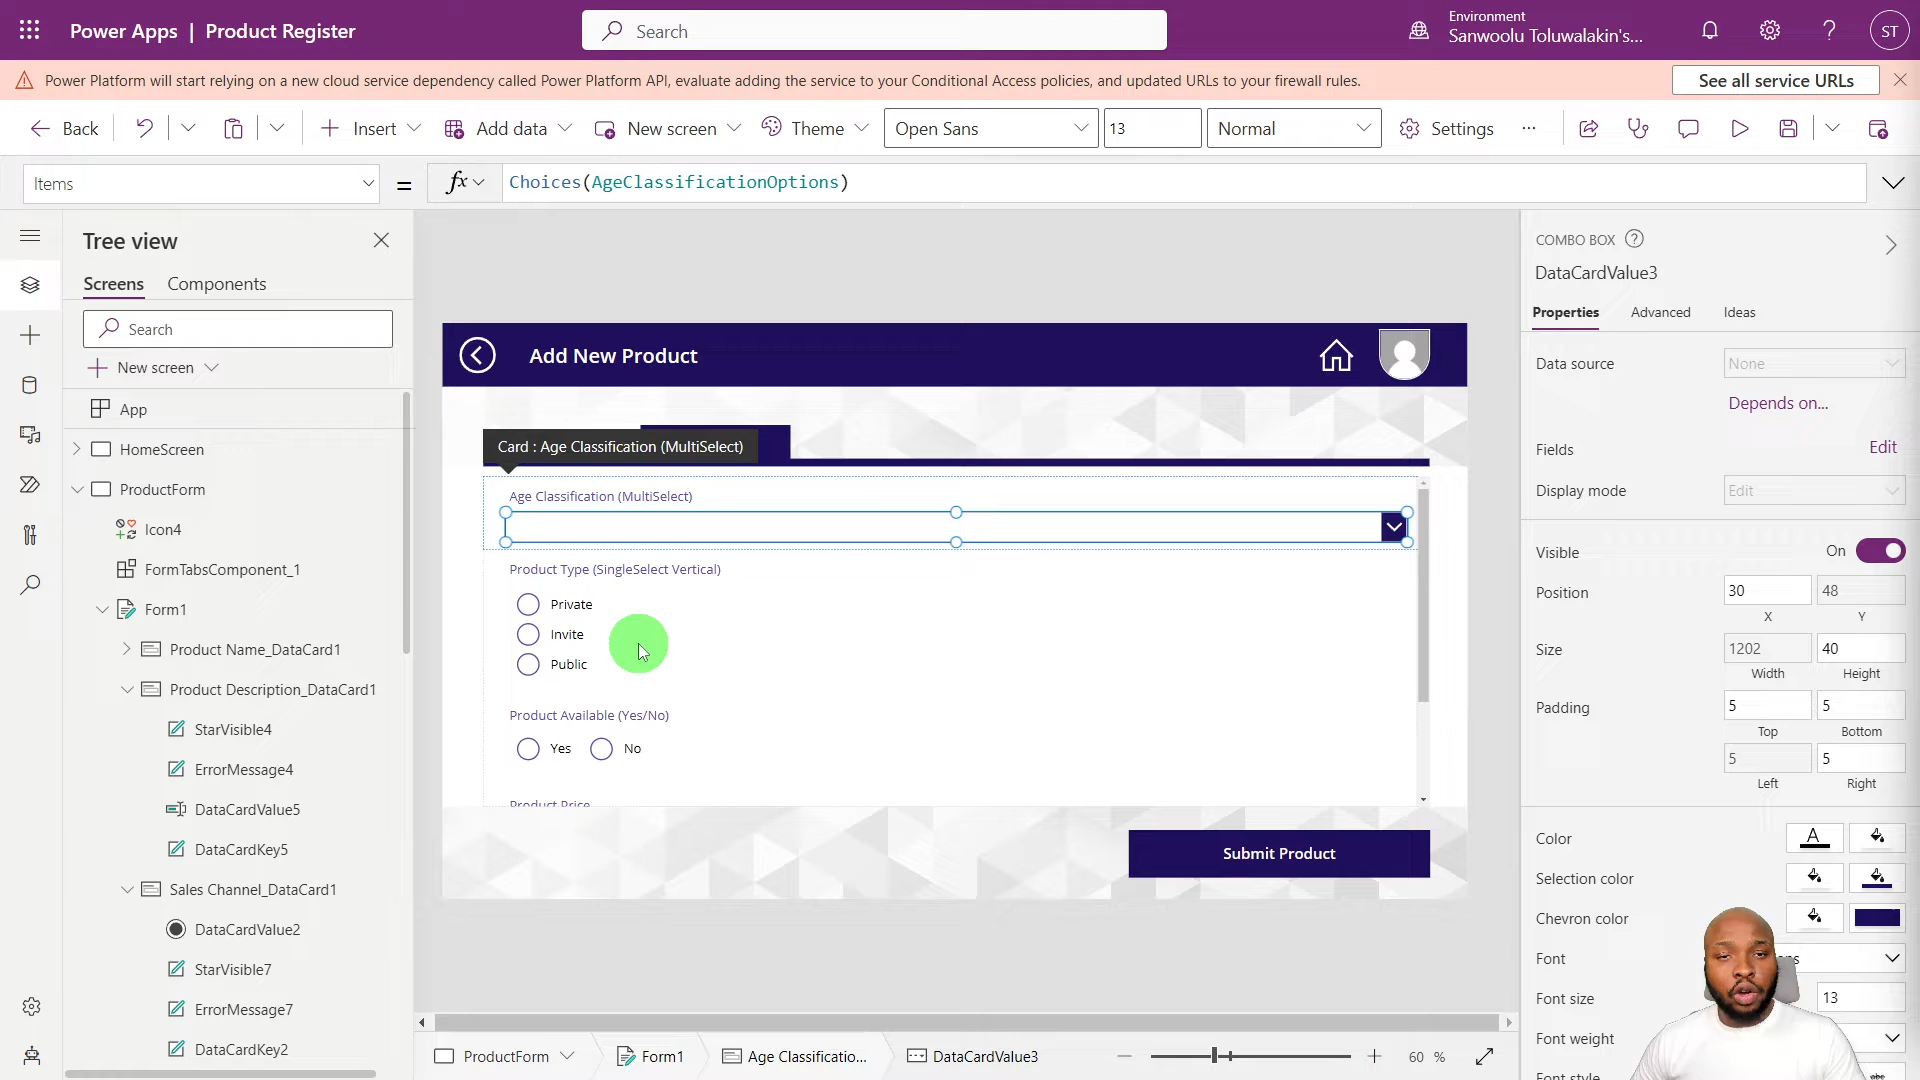 Power Apps | Product Register
Search
Environment
Sanwoolu Toluwalakin's...
ST
Power Platform will start relying on a new cloud service dependency called Power Platform API, evaluate adding the service to your Conditional Access policies, and updated URLs to your firewall rules.
See all service URLs
Back
Insert
Add data
New screen
Theme
Open Sans
13
Normal
Settings
...
Items
=
fx
Choices(AgeClassificationOptions)
Tree view
Screens
Components
Search
New screen
App
HomeScreen
ProductForm
Icon4
FormTabsComponent_1
Form1
Product Name_DataCard1
Product Description_DataCard1
StarVisible4
ErrorMessage4
DataCardValue5
DataCardKey5
Sales Channel_DataCard1
DataCardValue2
StarVisible7
ErrorMessage7
DataCardKey2
Add New Product
Card : Age Classification (MultiSelect)
Age Classification (MultiSelect)
Product Type (SingleSelect Vertical)
Private
Invite
Public
Product Available (Yes/No)
Yes
No
Product Price
Submit Product
ProductForm
Form1
Age Classificatio...
DataCardValue3
60 %
COMBO BOX
DataCardValue3
Properties
Advanced
Ideas
Data source
None
Depends on...
Fields
Edit
Display mode
Edit
Visible
On
Position
30
48
X
Y
Size
1202
40
Width
Height
Padding
5
5
Top
Bottom
5
5
Left
Right
Color
A
Selection color
Chevron color
Font
Font size
13
Font weight
Font style